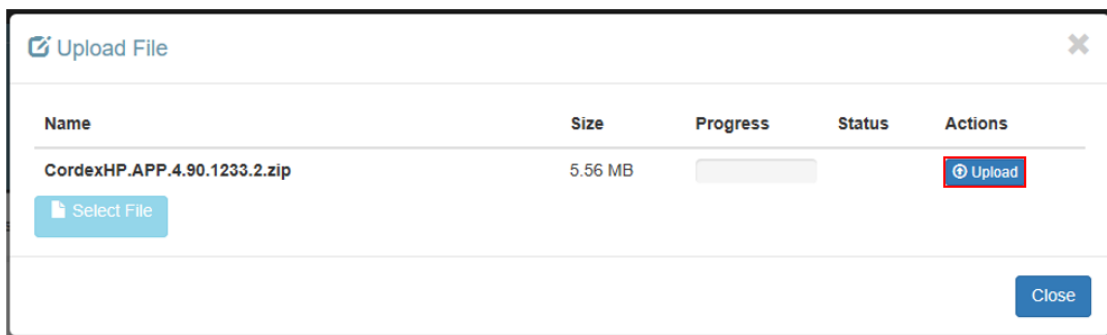 Upload File
Name Size Progress Status Actions
CordexHP.APP.4.90.1233.2.zip 5.56 MB Upload
Select File
Close